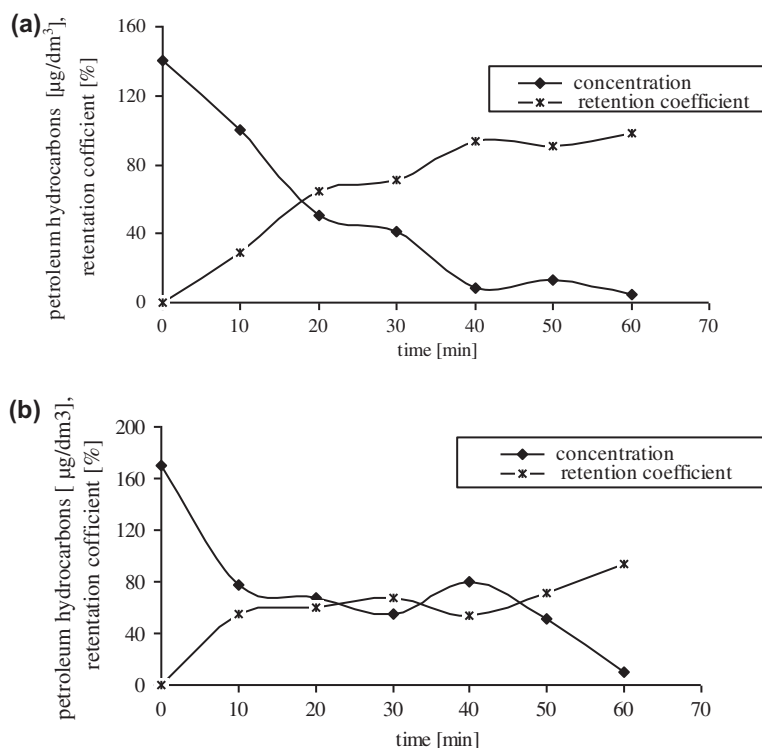 (a)
petroleum hydrocarbons [µg/dm³],
retentation cofficient [%]
160
120
80
40
0
concentration
retention coefficient
0 10 20 30 40 50 60 70
time [min]
(b)
petroleum hydrocarbons [ µg/dm3],
retentation cofficient [%]
200
160
120
80
40
0
concentration
retention coefficient
0 10 20 30 40 50 60 70
time [min]